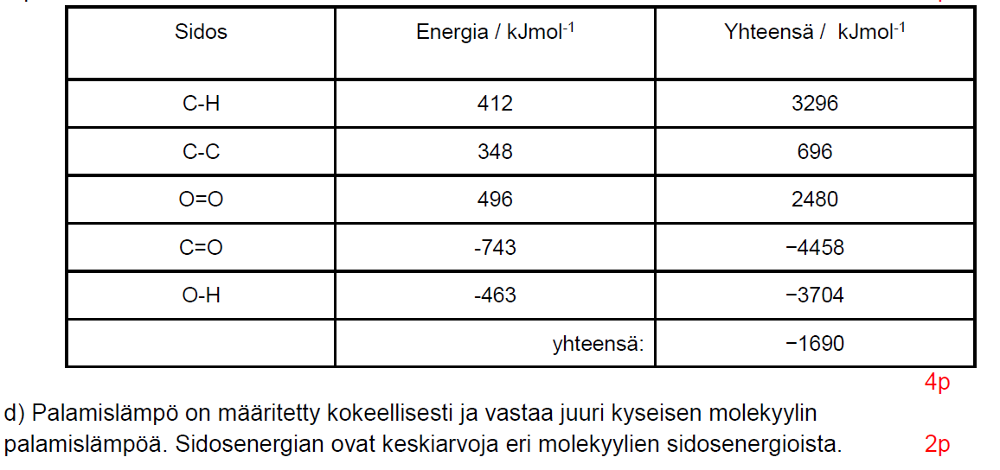 Sidos Energia / kJmol-1 Yhteensä / kJmol-1
C-H 412 3296
C-C 348 696
O=O 496 2480
C=O -743 −4458
O-H -463 −3704
yhteensä: −1690
4p
d) Palamislämpö on määritetty kokeellisesti ja vastaa juuri kyseisen molekyylin
palamislämpöä. Sidosenergian ovat keskiarvoja eri molekyylien sidosenergioista. 2p